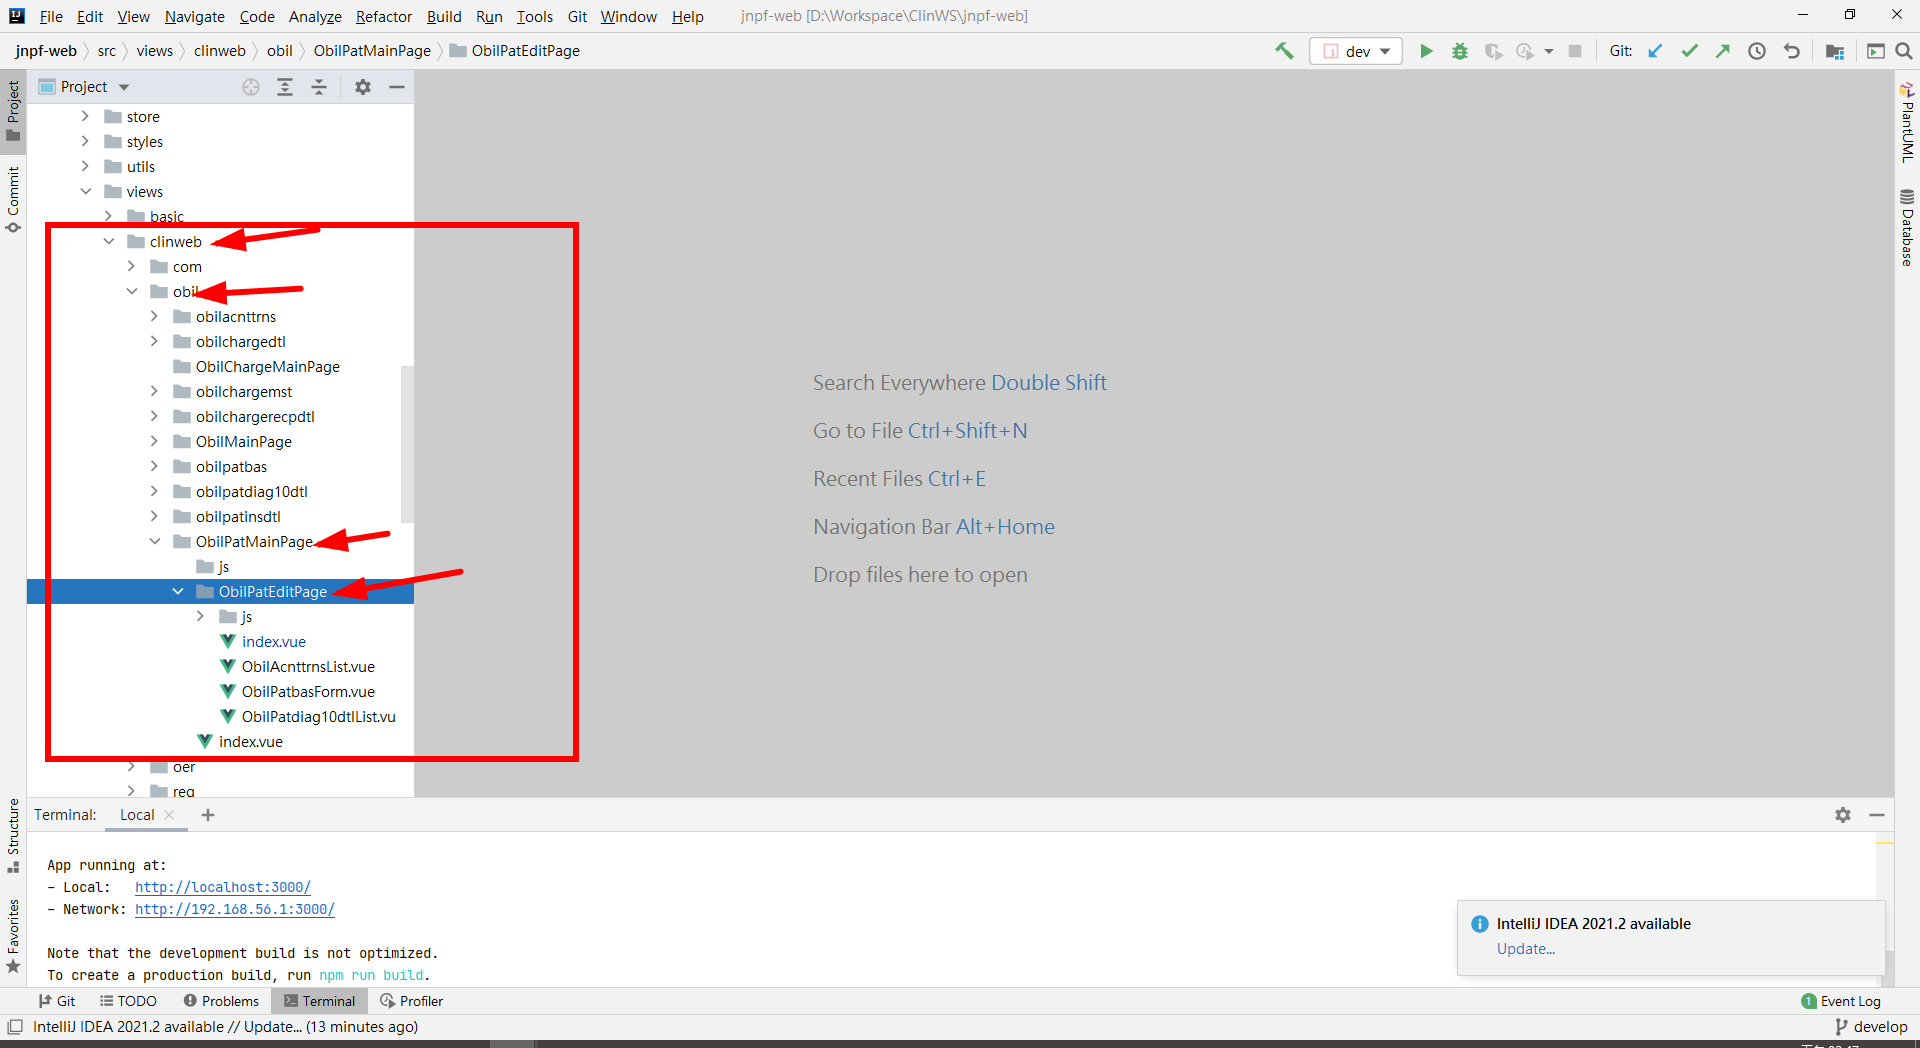 File Edit View Navigate Code Analyze Refactor Build Run Tools Git Window Help jnpf-web [D:\Workspace\ClinWS\jnpf-web]
jnpf-web src views clinweb obil ObilPatMainPage ObilPatEditPage dev Git:
Project
Project
Commit
Structure
Favorites
PlantUML
Database
store
styles
utils
views
basic
clinweb
com
obil
obilacnttrns
obilchargedtl
ObilChargeMainPage
obilchargemst
obilchargerecpdtl
ObilMainPage
obilpatbas
obilpatdiag10dtl
obilpatinsdtl
ObilPatMainPage
js
ObilPatEditPage
js
index.vue
ObilAcnttrnsList.vue
ObilPatbasForm.vue
ObilPatdiag10dtlList.vu
index.vue
oer
reg
Search Everywhere Double Shift
Go to File Ctrl+Shift+N
Recent Files Ctrl+E
Navigation Bar Alt+Home
Drop files here to open
Terminal: Local
App running at:
- Local: http://localhost:3000/
- Network: http://192.168.56.1:3000/
Note that the development build is not optimized.
To create a production build, run npm run build.
IntelliJ IDEA 2021.2 available
Update...
Git TODO Problems Terminal Profiler 1 Event Log
IntelliJ IDEA 2021.2 available // Update... (13 minutes ago) develop